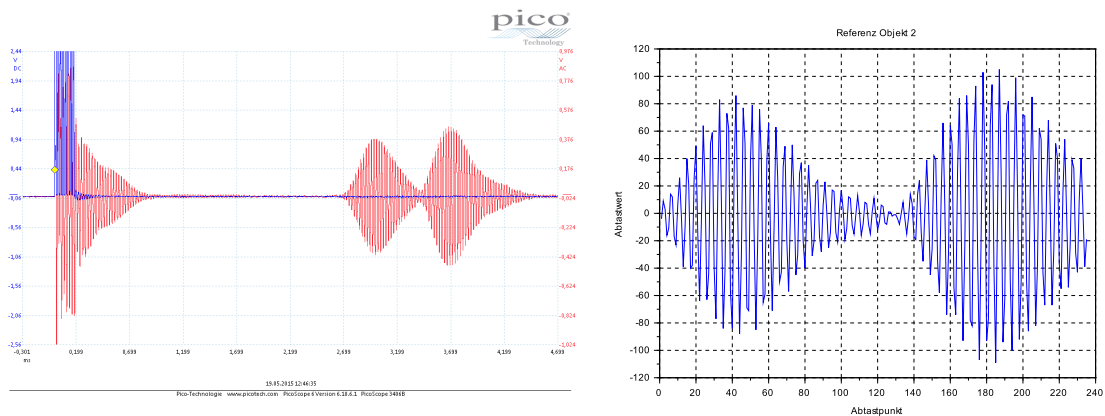 pico
Technology
2,44
V
DC
1,94
1,44
0,94
0,44
-0,06
-0,56
-1,06
-1,56
-2,06
-2,56
0,976
V
AC
0,776
0,576
0,376
0,176
-0,024
-0,224
-0,424
-0,624
-0,824
-1,024
-0,301 0,199 0,699 1,199 1,699 2,199 2,699 3,199 3,699 4,199 4,699
ms
19.05.2015 12:46:35
Pico-Technologie www.picotech.com PicoScope 6 Version 6.10.6.1 PicoScope 3406B
Referenz Objekt 2
120
100
80
60
40
20
0
-20
-40
-60
-80
-100
-120
Abtastwert
0 20 40 60 80 100 120 140 160 180 200 220 240
Abtastpunkt